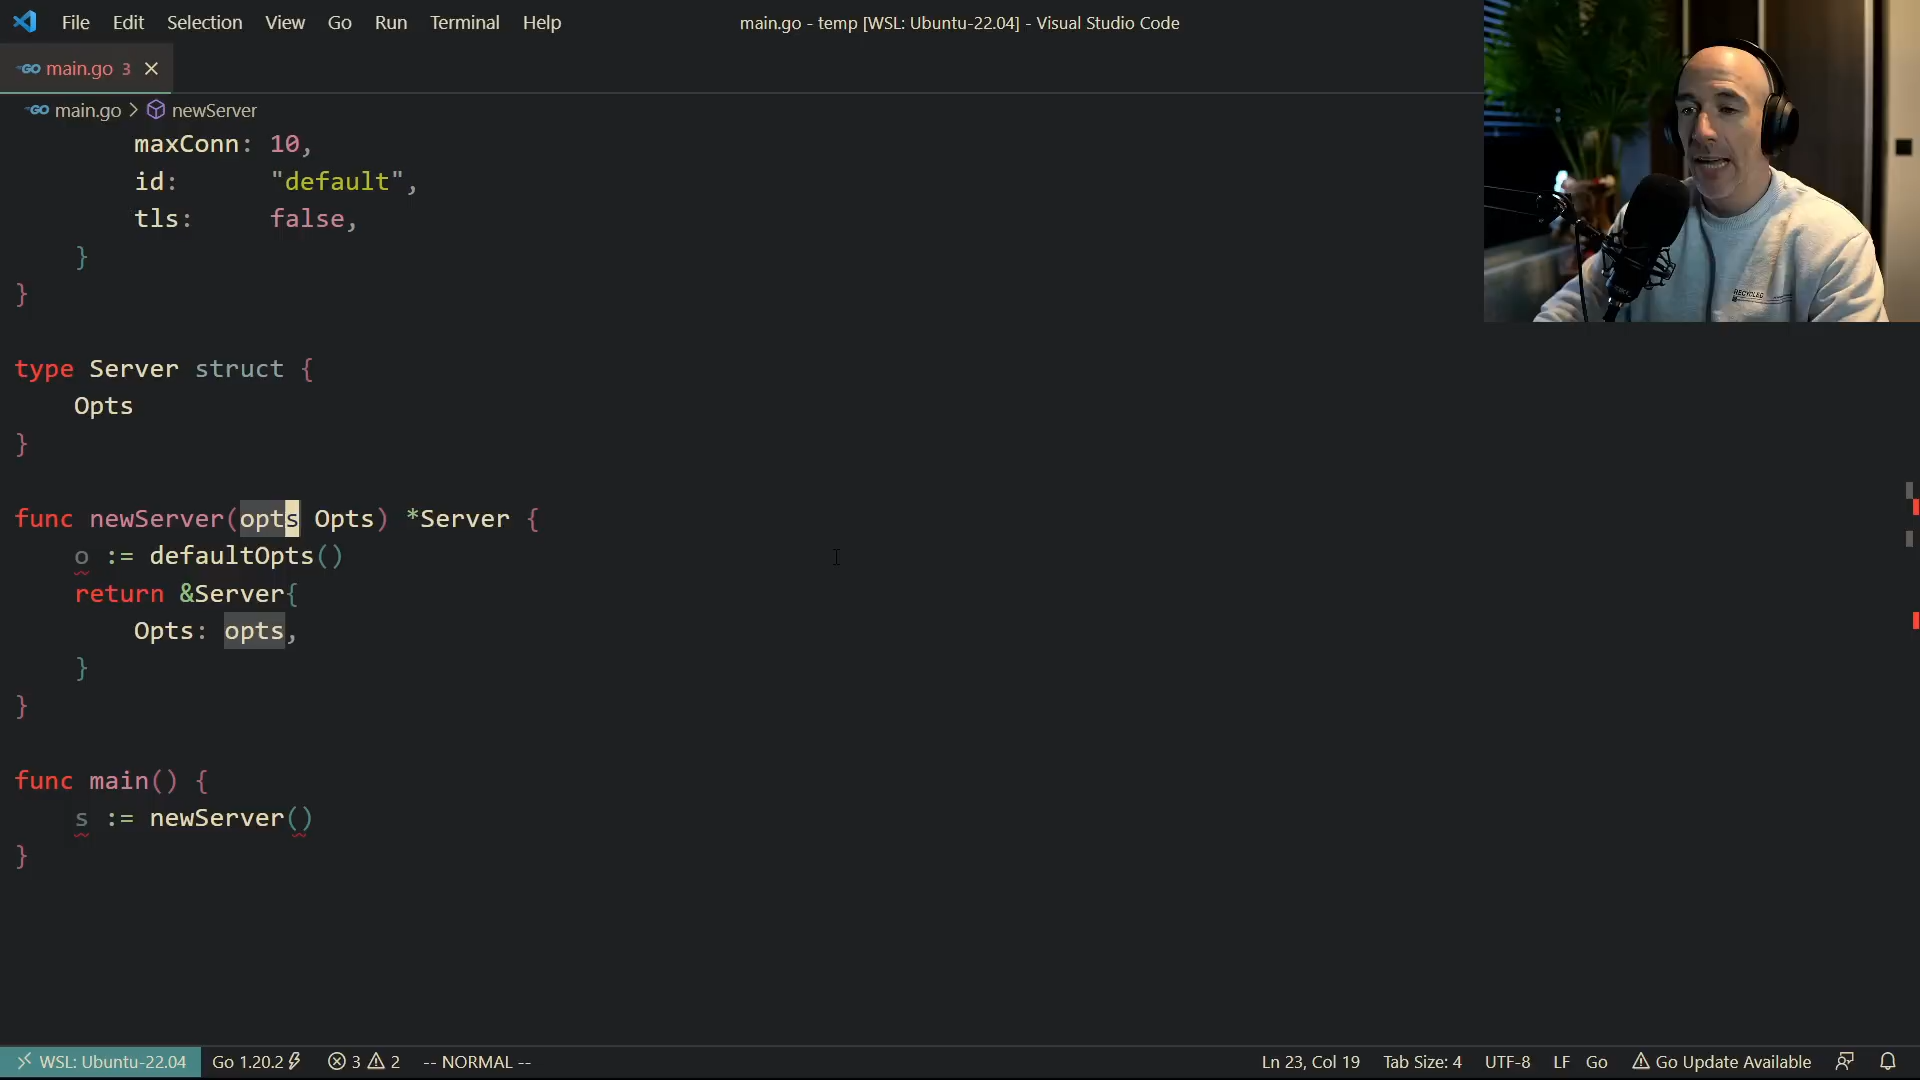 File Edit Selection View Go Run Terminal Help
main.go - temp [WSL: Ubuntu-22.04] - Visual Studio Code
GO main.go 3
GO main.go > newServer
maxConn: 10,
id: "default",
tls: false,
}
}
type Server struct {
Opts
}
func newServer(opts Opts) *Server {
o := defaultOpts()
return &Server{
Opts: opts,
}
}
func main() {
s := newServer()
}
RECYCLED
WSL: Ubuntu-22.04 Go 1.20.2 3 2 -- NORMAL -- Ln 23, Col 19 Tab Size: 4 UTF-8 LF Go Go Update Available